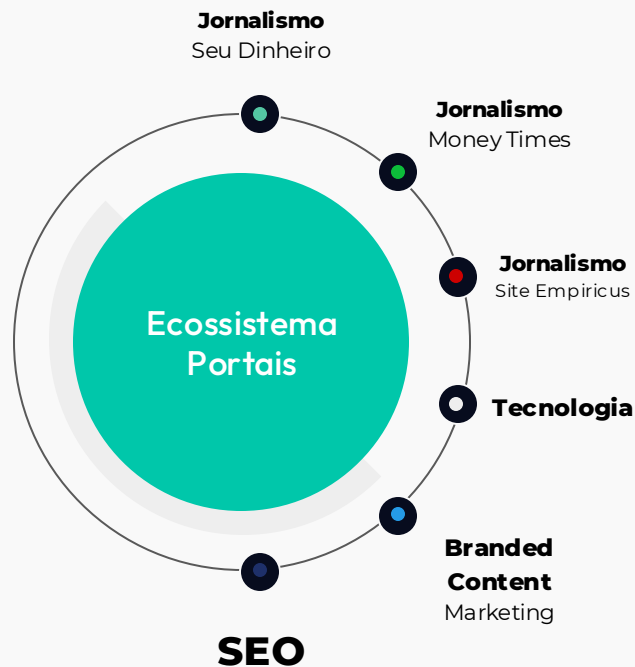 Jornalismo
Seu Dinheiro
Jornalismo
Money Times
Jornalismo
Site Empiricus
Ecossistema
Portais
Tecnologia
Branded
Content
Marketing
SEO